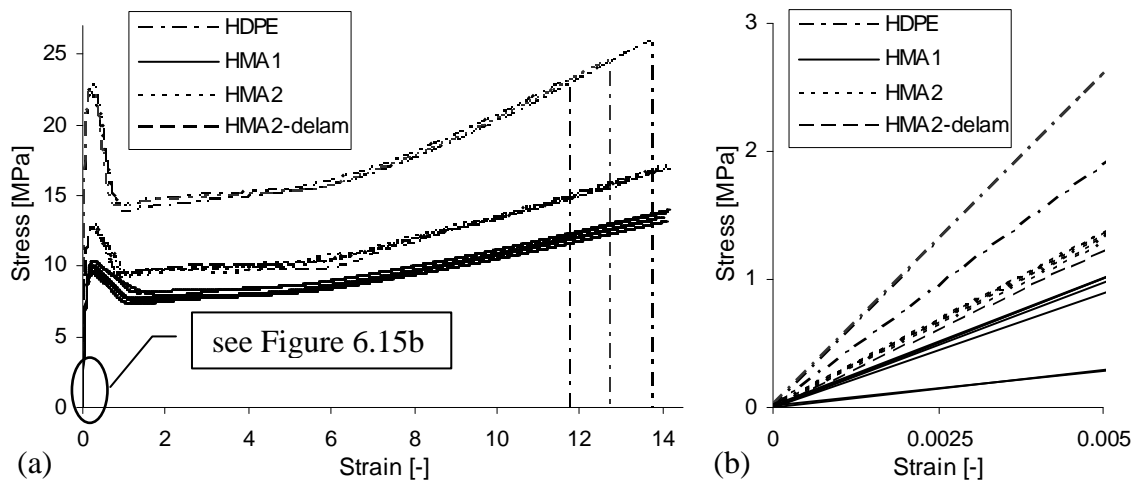 HDPE
HMA1
HMA2
HMA2-delam
Stress [MPa]
25
20
15
10
5
0
see Figure 6.15b
0 2 4 6 8 10 12 14
Strain [-]
(a)
HDPE
HMA1
HMA2
HMA2-delam
Stress [MPa]
3
2
1
0
0 0.0025 0.005
Strain [-]
(b)